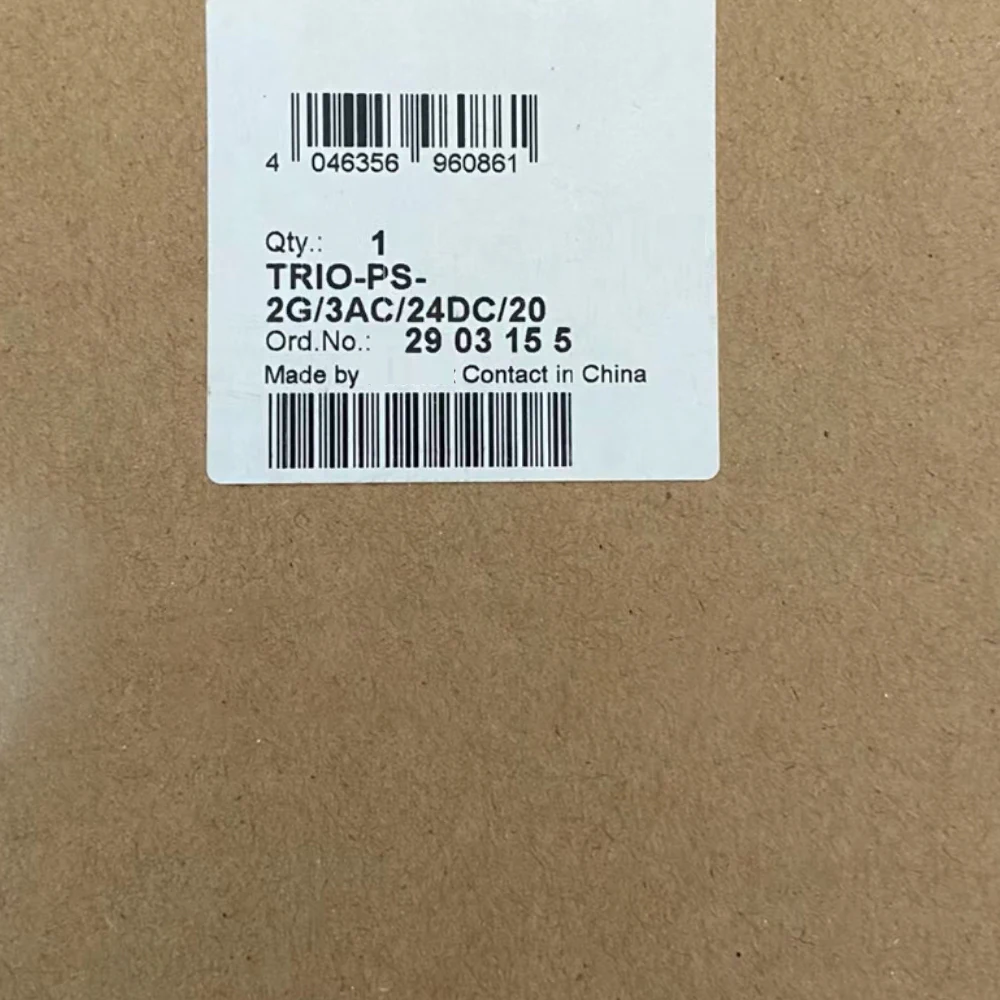 4 046356 960861
Qty.: 1
TRIO-PS-
2G/3AC/24DC/20
Ord.No.: 29 03 15 5
Made by Contact in China